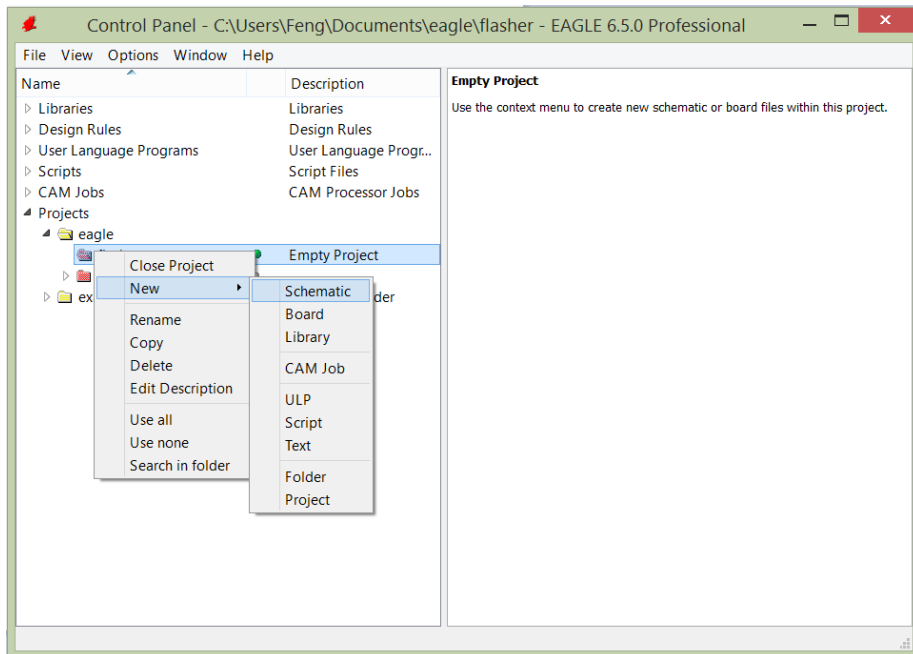 Control Panel - C:\Users\Feng\Documents\eagle\flasher - EAGLE 6.5.0 Professional
File View Options Window Help
Name Description
Libraries Libraries
Design Rules Design Rules
User Language Programs User Language Progr...
Scripts Script Files
CAM Jobs CAM Processor Jobs
Projects
eagle
Empty Project
ex der
Close Project
New
Rename
Copy
Delete
Edit Description
Use all
Use none
Search in folder
Schematic
Board
Library
CAM Job
ULP
Script
Text
Folder
Project
Empty Project
Use the context menu to create new schematic or board files within this project.